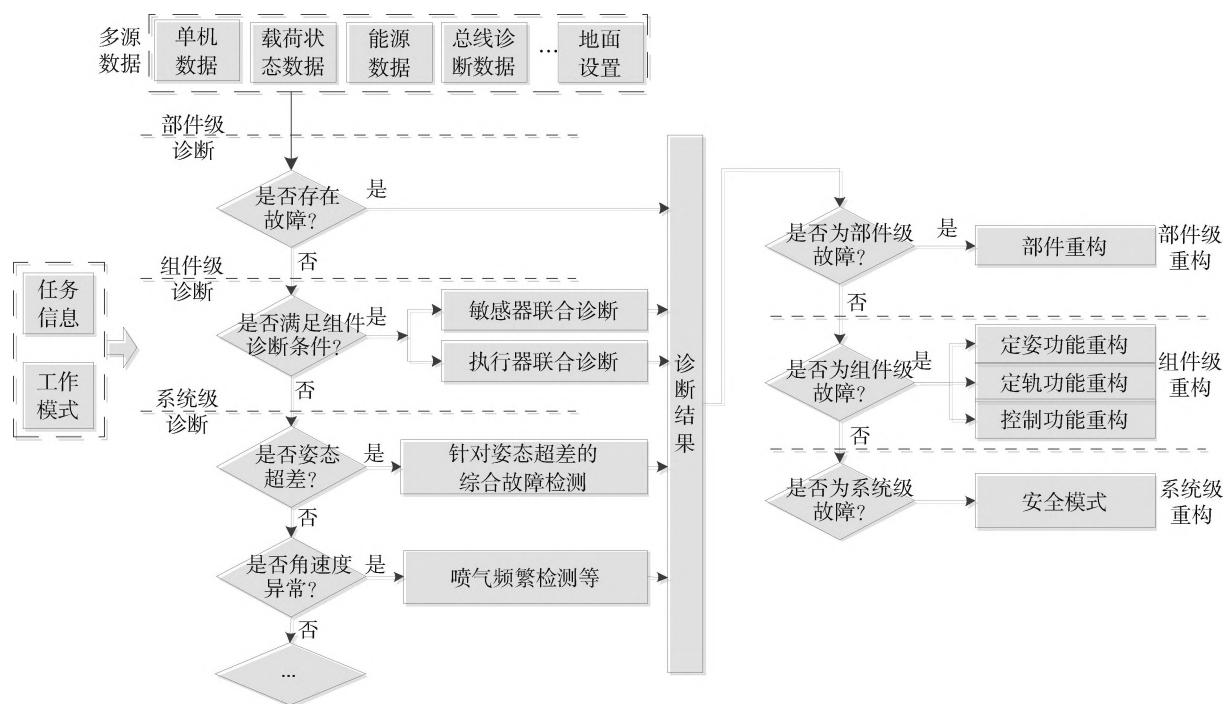 多源
数据
单机
数据
载荷状
态数据
能源
数据
总线诊
断数据
...
地面
设置
部件级
诊断
是否存在
故障?
是
否
组件级
诊断
任务
信息
工作
模式
是否满足组件
诊断条件?
是
敏感器联合诊断
执行器联合诊断
否
系统级
诊断
是否姿态
超差?
是
针对姿态超差的
综合故障检测
否
是否角速度
异常?
是
喷气频繁检测等
否
...
诊断结果
是否为部件级
故障?
是
部件重构
部件级
重构
否
是否为组件级
故障?
是
定姿功能重构
定轨功能重构
控制功能重构
组件级
重构
否
是否为系统级
故障?
安全模式
系统级
重构